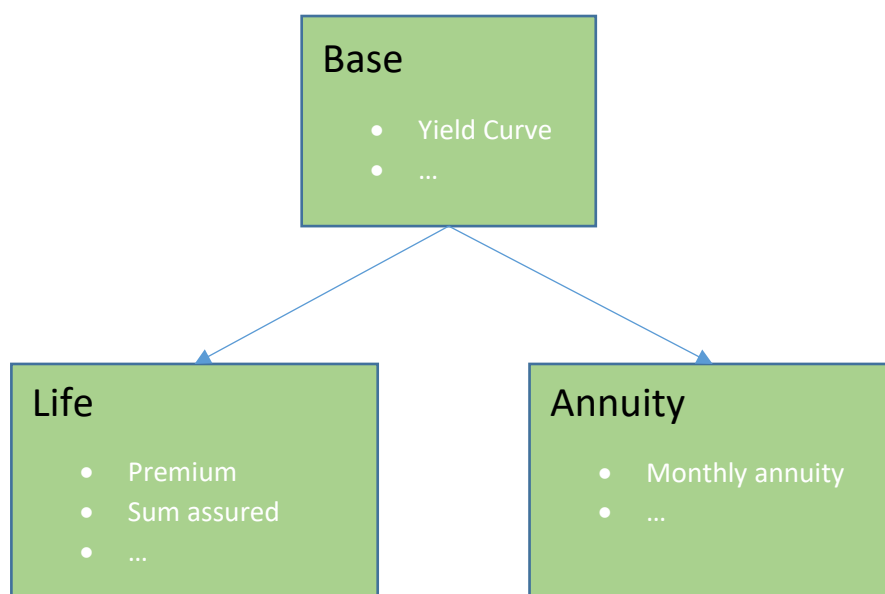 Base
• Yield Curve
• …
Life
• Premium
• Sum assured
• …
Annuity
• Monthly annuity
• …